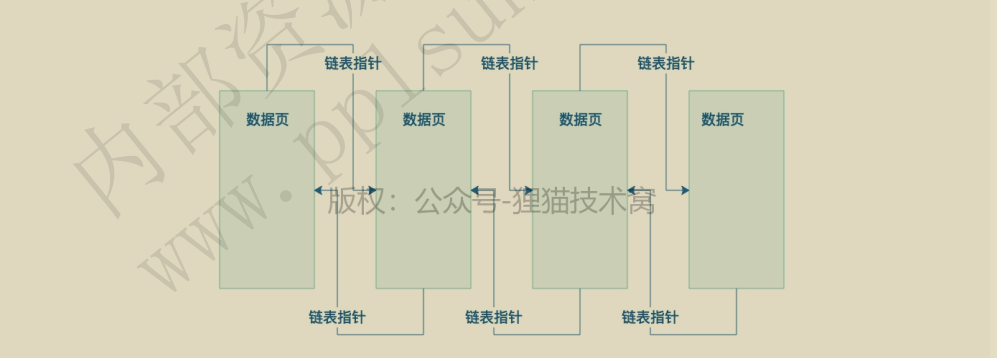 链表指针 链表指针 链表指针
数据页 数据页 数据页 数据页
版权：公众号-狸猫技术窝
链表指针 链表指针 链表指针
内部资
www.pplsun